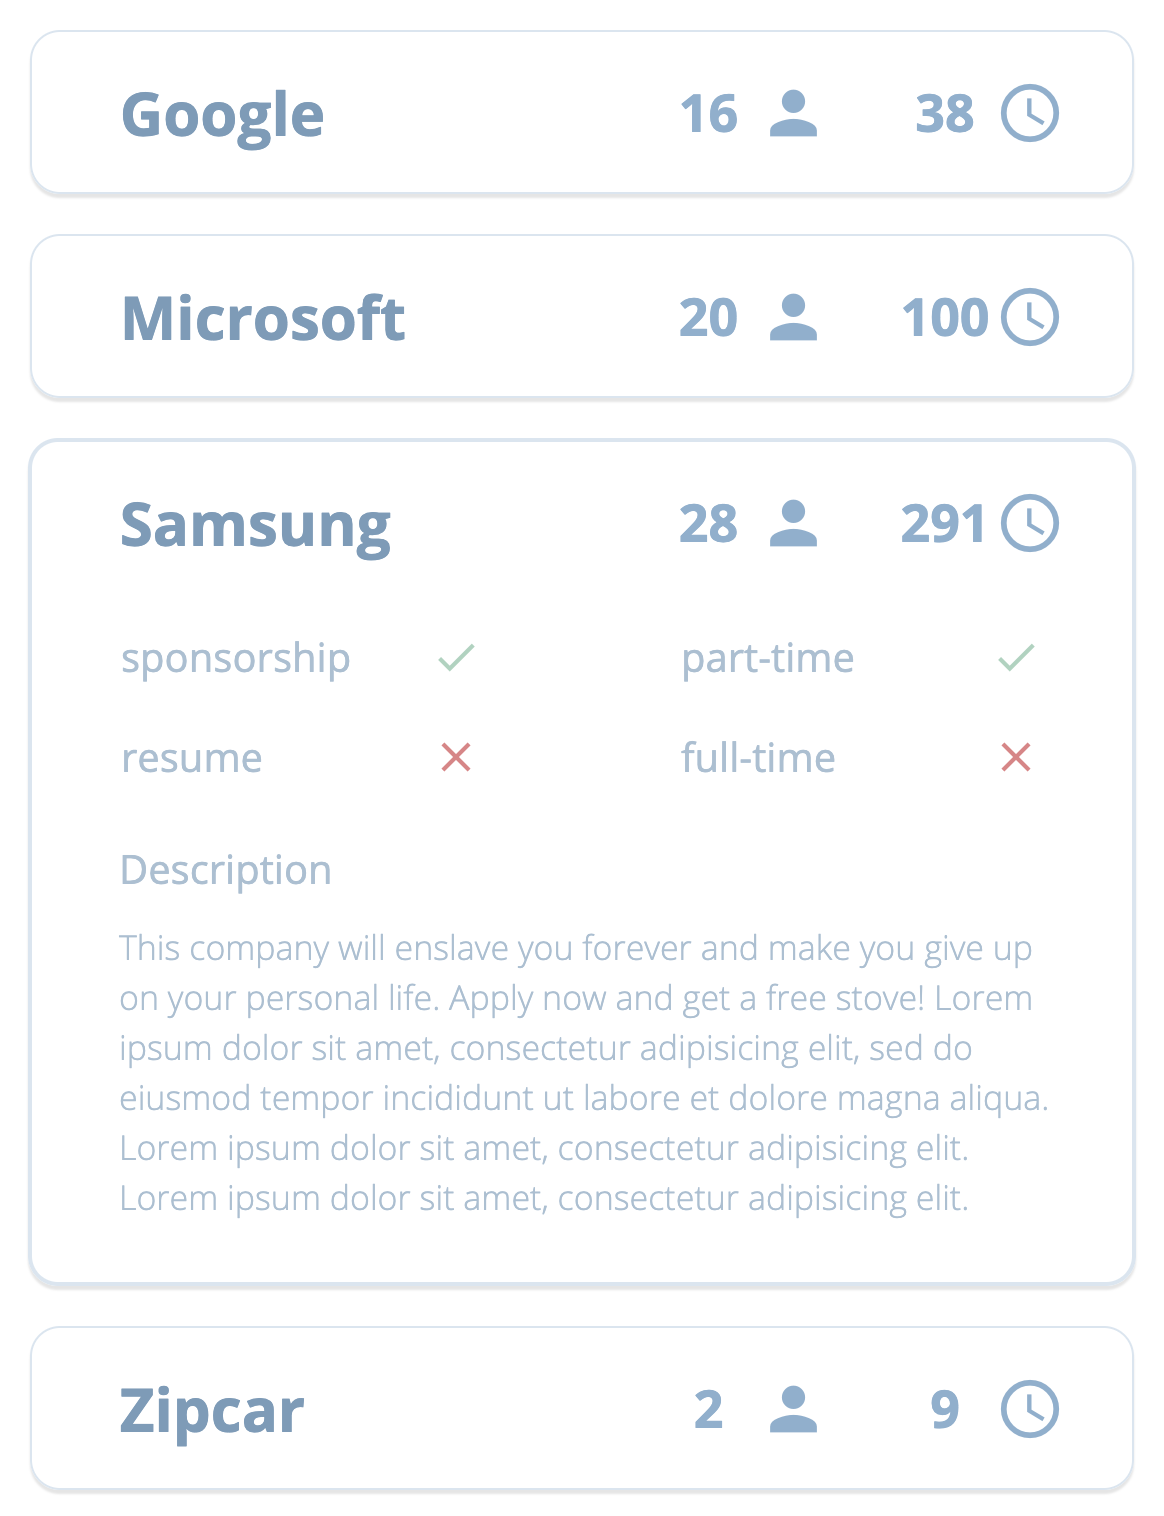 Google 16 38
Microsoft 20 100
Samsung 28 291
sponsorship part-time
resume full-time
Description
This company will enslave you forever and make you give up
on your personal life. Apply now and get a free stove! Lorem
ipsum dolor sit amet, consectetur adipisicing elit, sed do
eiusmod tempor incididunt ut labore et dolore magna aliqua.
Lorem ipsum dolor sit amet, consectetur adipisicing elit.
Lorem ipsum dolor sit amet, consectetur adipisicing elit.
Zipcar 2 9